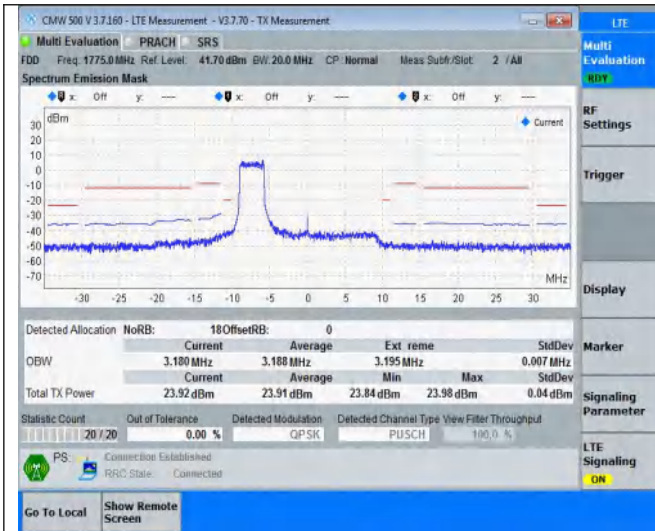 CMW 500 V 3.7.160 - LTE Measurement - V3.7.70 - TX Measurement
LTE
Multi Evaluation PRACH SRS
FDD Freq: 1775.0 MHz Ref. Level: 41.70 dBm BW: 20.0 MHz CP: Normal Meas Subfr./Slot: 2 / All
Spectrum Emission Mask
x: Off y: --- x: Off y: --- x: Off y: ---
dBm
Current
30
20
10
0
-10
-20
-30
-40
-50
-60
-70
MHz
-30 -25 -20 -15 -10 -5 0 5 10 15 20 25 30
Detected Allocation NoRB: 18OffsetRB: 0
Current Average Ext reme StdDev
OBW 3.180 MHz 3.188 MHz 3.195 MHz 0.007 MHz
Current Average Min Max StdDev
Total TX Power 23.92 dBm 23.91 dBm 23.84 dBm 23.98 dBm 0.04 dBm
Statistic Count Out of Tolerance Detected Modulation Detected Channel Type View Filter Throughput
20 / 20 0.00 % QPSK PUSCH 100.0 %
PS: Connection Established
RRC State: Connected
Multi
Evaluation
RDY
RF
Settings
Trigger
Display
Marker
Signaling
Parameter
LTE
Signaling
ON
Go To Local
Show Remote
Screen